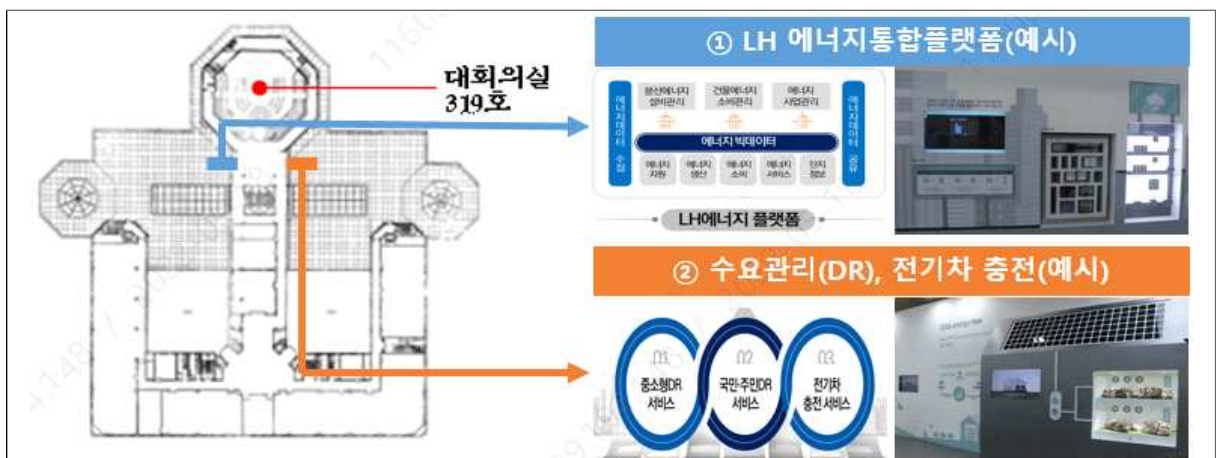 대회의실
319호
① LH 에너지통합플랫폼(예시)
에너지데이터 수집
분산에너지
설비관리
건물에너지
소비관리
에너지
사업관리
에너지 빅데이터
에너지
자원
에너지
생산
에너지
소비
에너지
서비스
단지
정보
에너지데이터 공유
LH에너지 플랫폼
② 수요관리(DR), 전기차 충전(예시)
01
중소형DR
서비스
02
국민·주민DR
서비스
03
전기차
충전 서비스